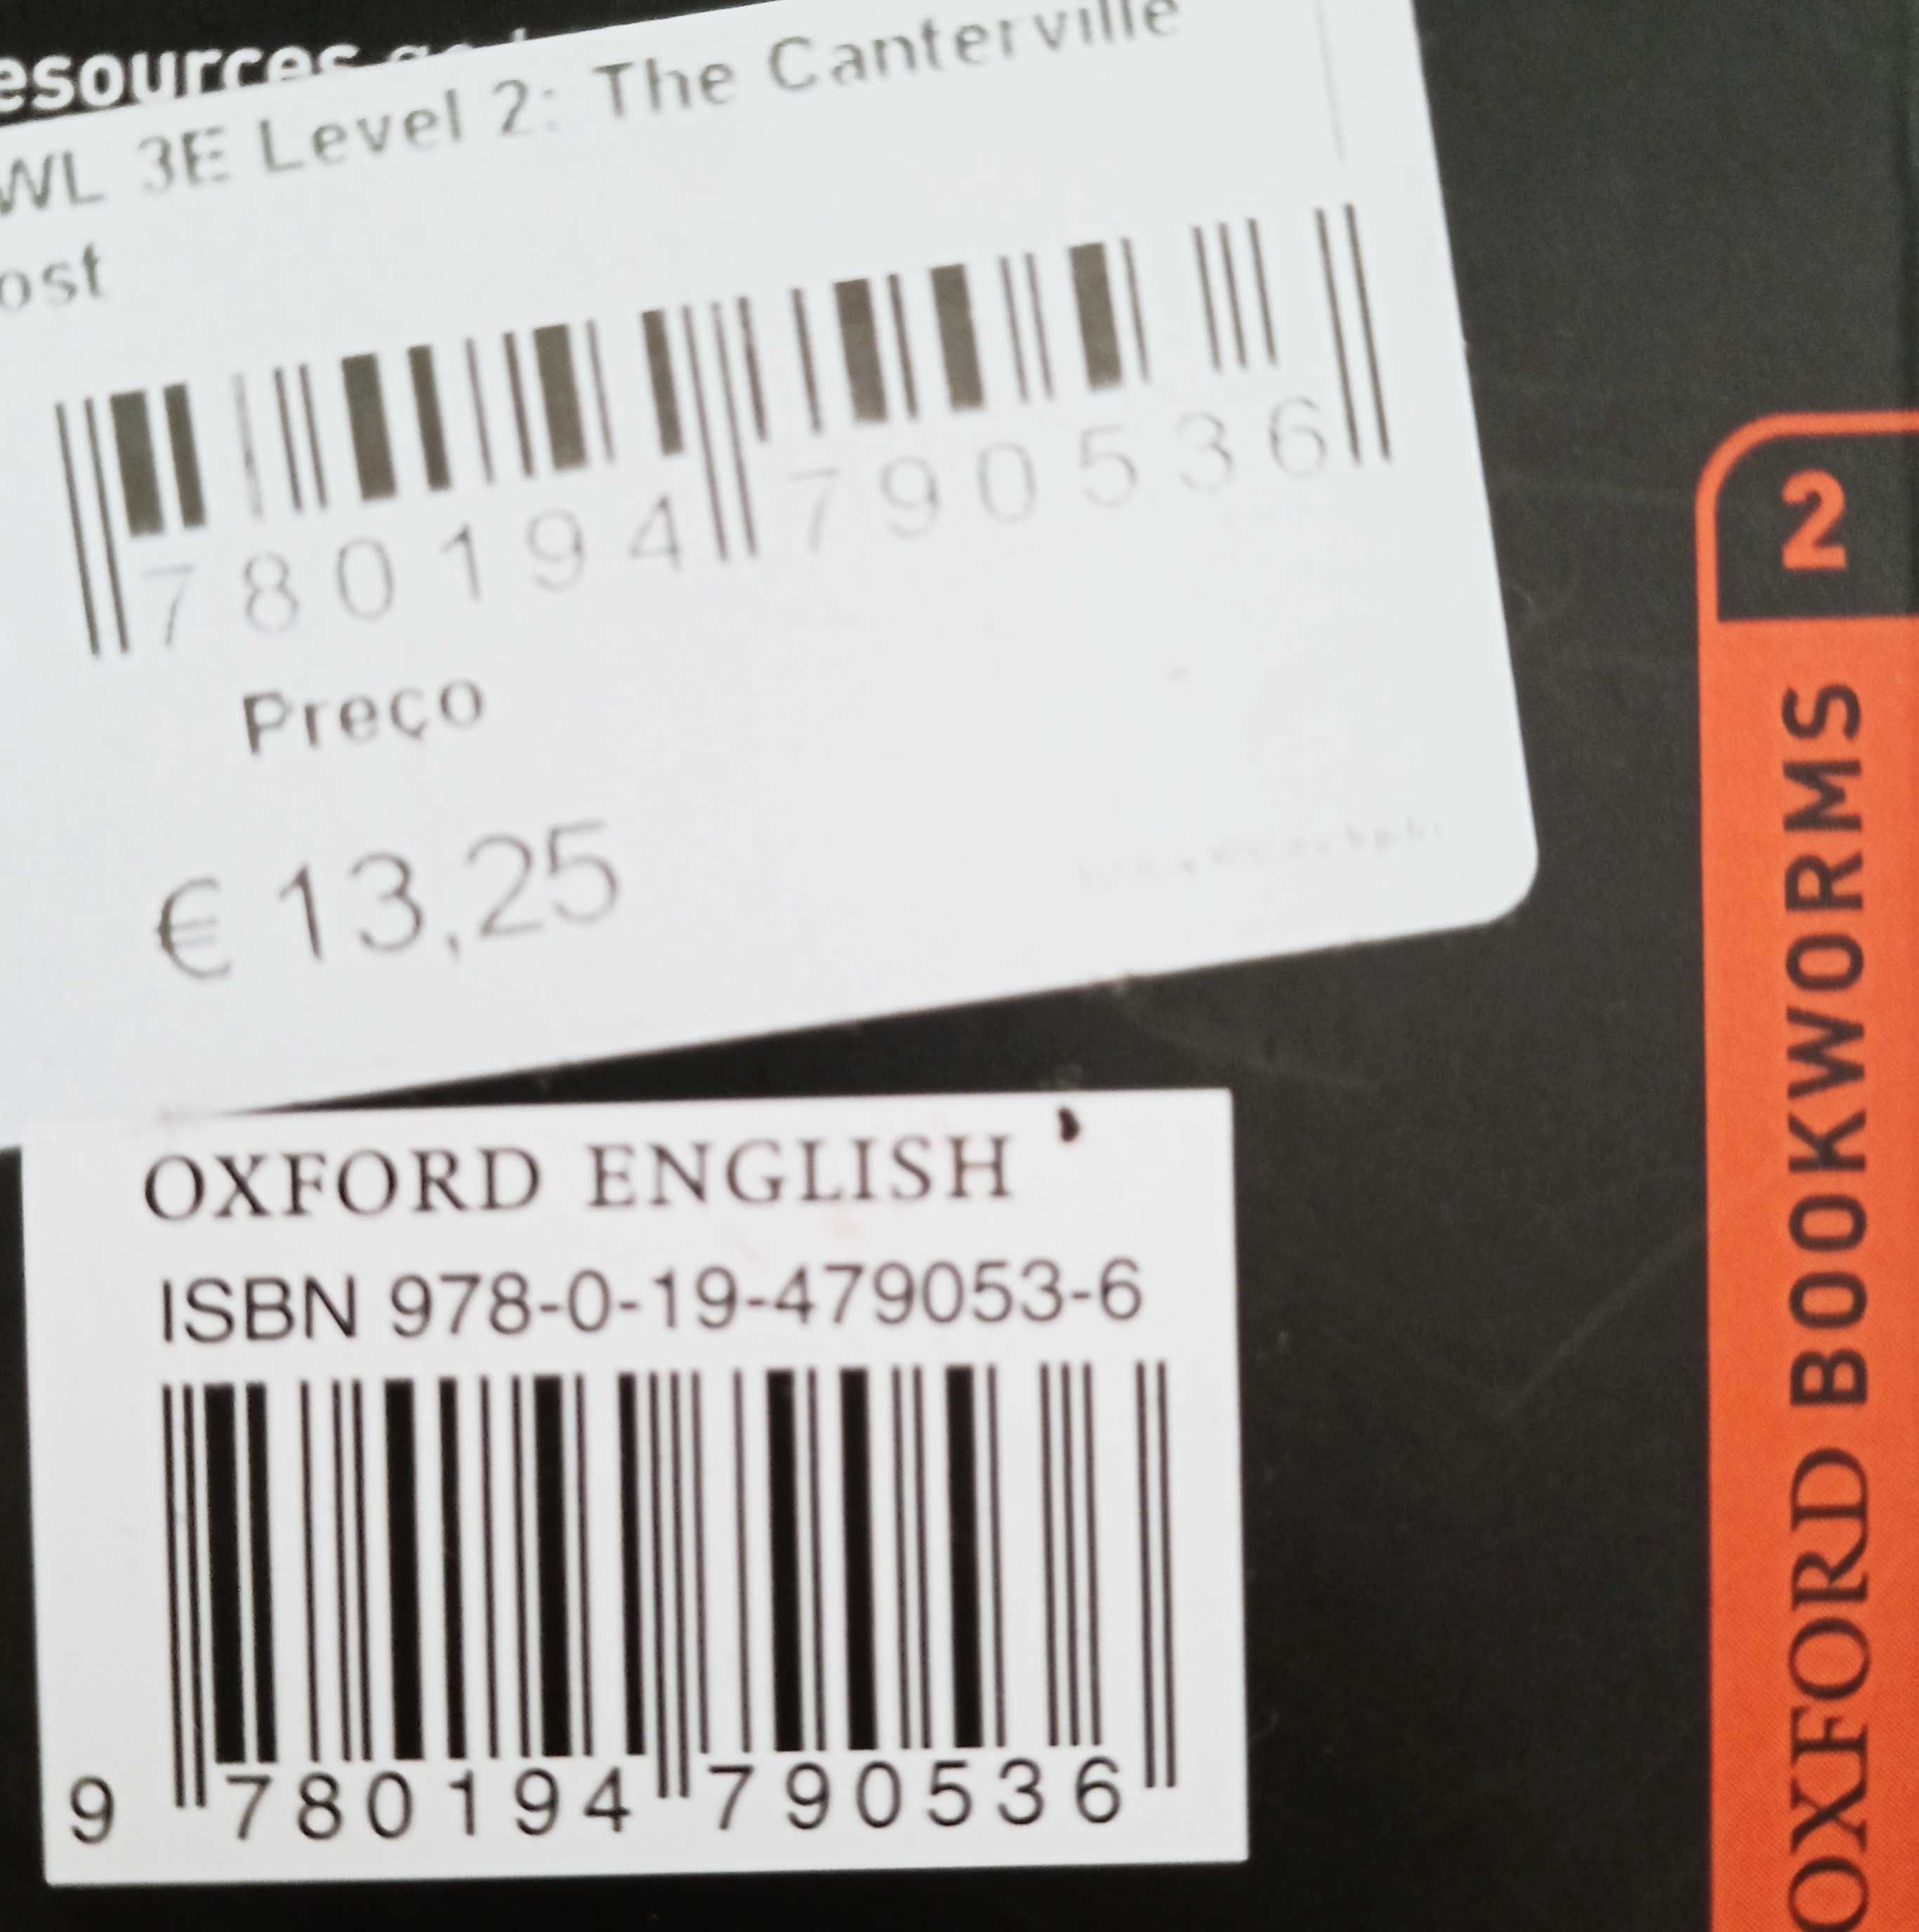 esources
WL 3E Level 2: The Canterville
ost
780194 790536
Preço
€ 13,25
OXFORD ENGLISH
ISBN 978-0-19-479053-6
9 780194 790536
2
OXFORD BOOKWORMS